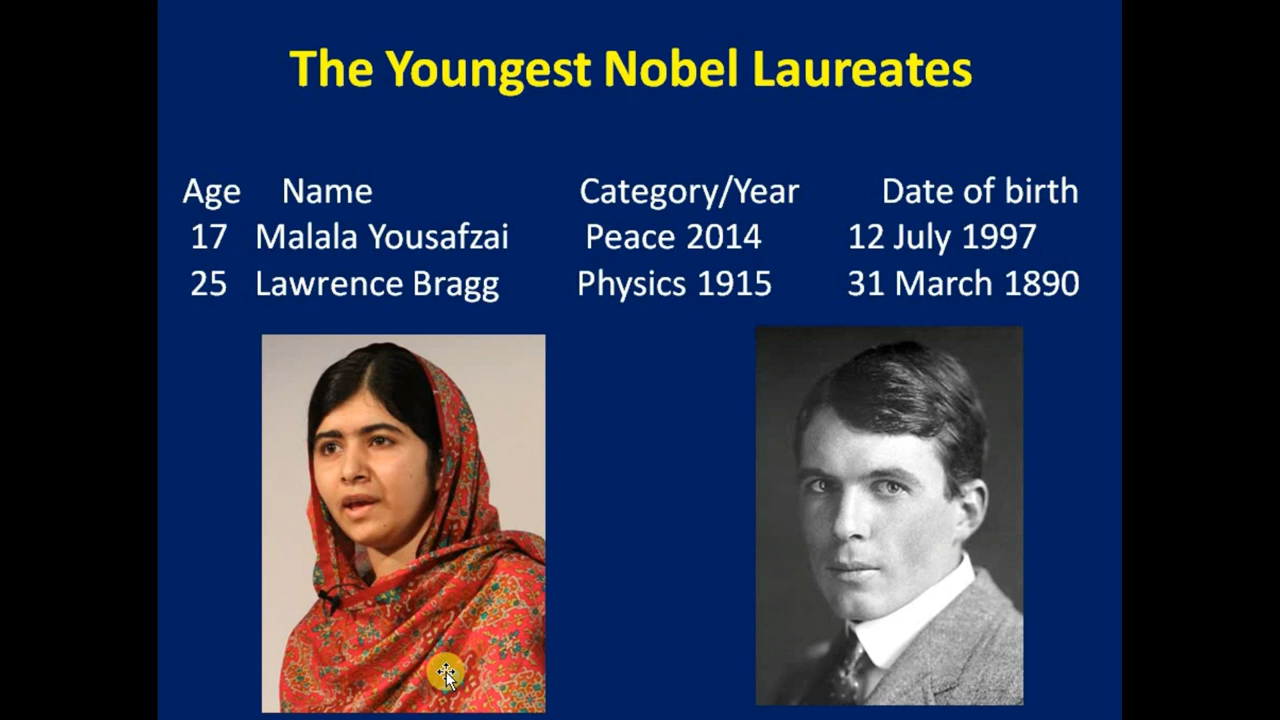 The Youngest Nobel Laureates
Age Name Category/Year Date of birth
17 Malala Yousafzai Peace 2014 12 July 1997
25 Lawrence Bragg Physics 1915 31 March 1890